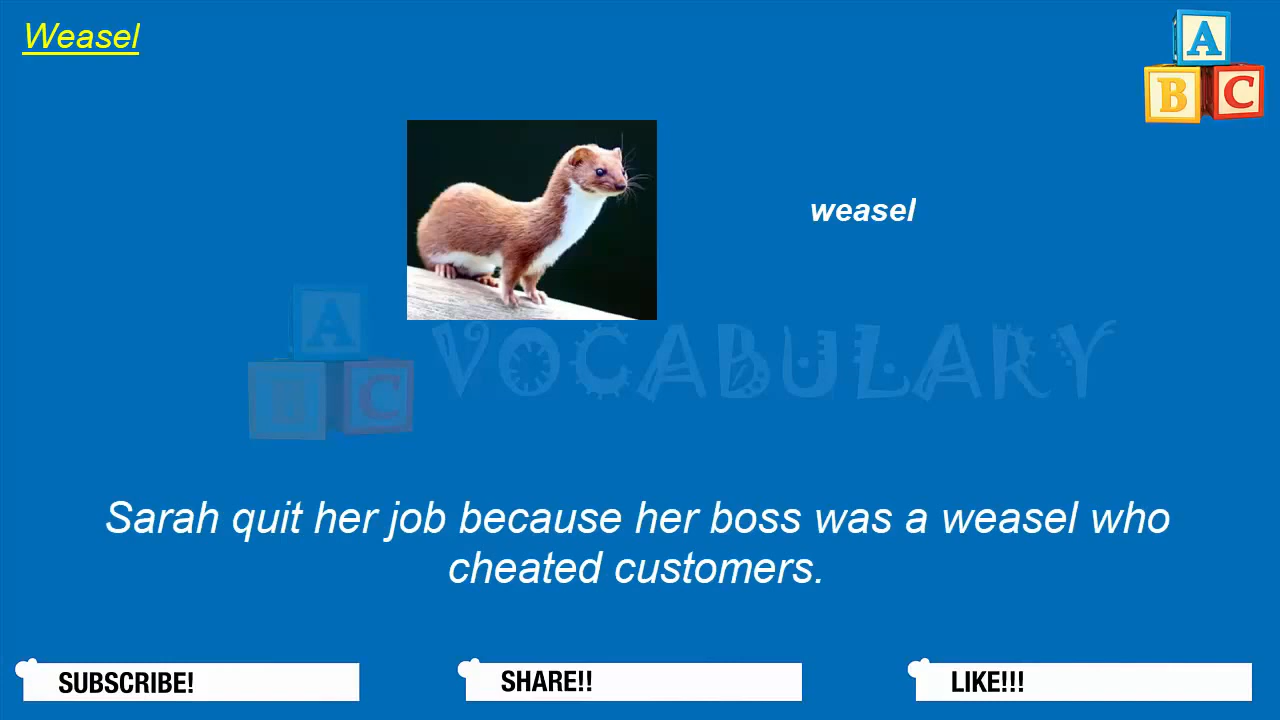 Weasel
A
B C
weasel
A
B C
VOCABULARY
Sarah quit her job because her boss was a weasel who
cheated customers.
SUBSCRIBE!
SHARE!!
LIKE!!!